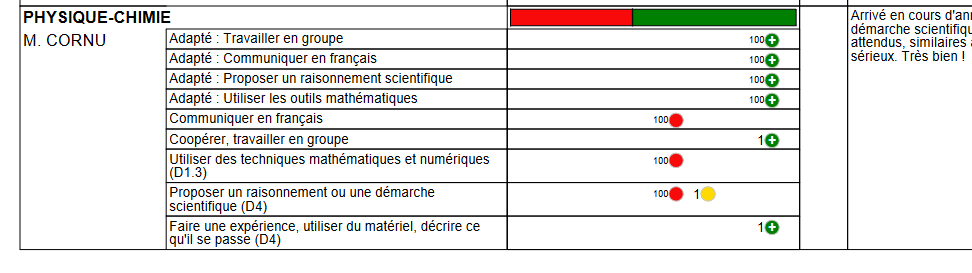 PHYSIQUE-CHIMIE
M. CORNU
Adapté : Travailler en groupe 100
Adapté : Communiquer en français 100
Adapté : Proposer un raisonnement scientifique 100
Adapté : Utiliser les outils mathématiques 100
Communiquer en français 100
Coopérer, travailler en groupe 1
Utiliser des techniques mathématiques et numériques
(D1.3) 100
Proposer un raisonnement ou une démarche
scientifique (D4) 100 1
Faire une expérience, utiliser du matériel, décrire ce
qu'il se passe (D4) 1
Arrivé en cours d'an
démarche scientifiqu
attendus, similaires
sérieux. Très bien !